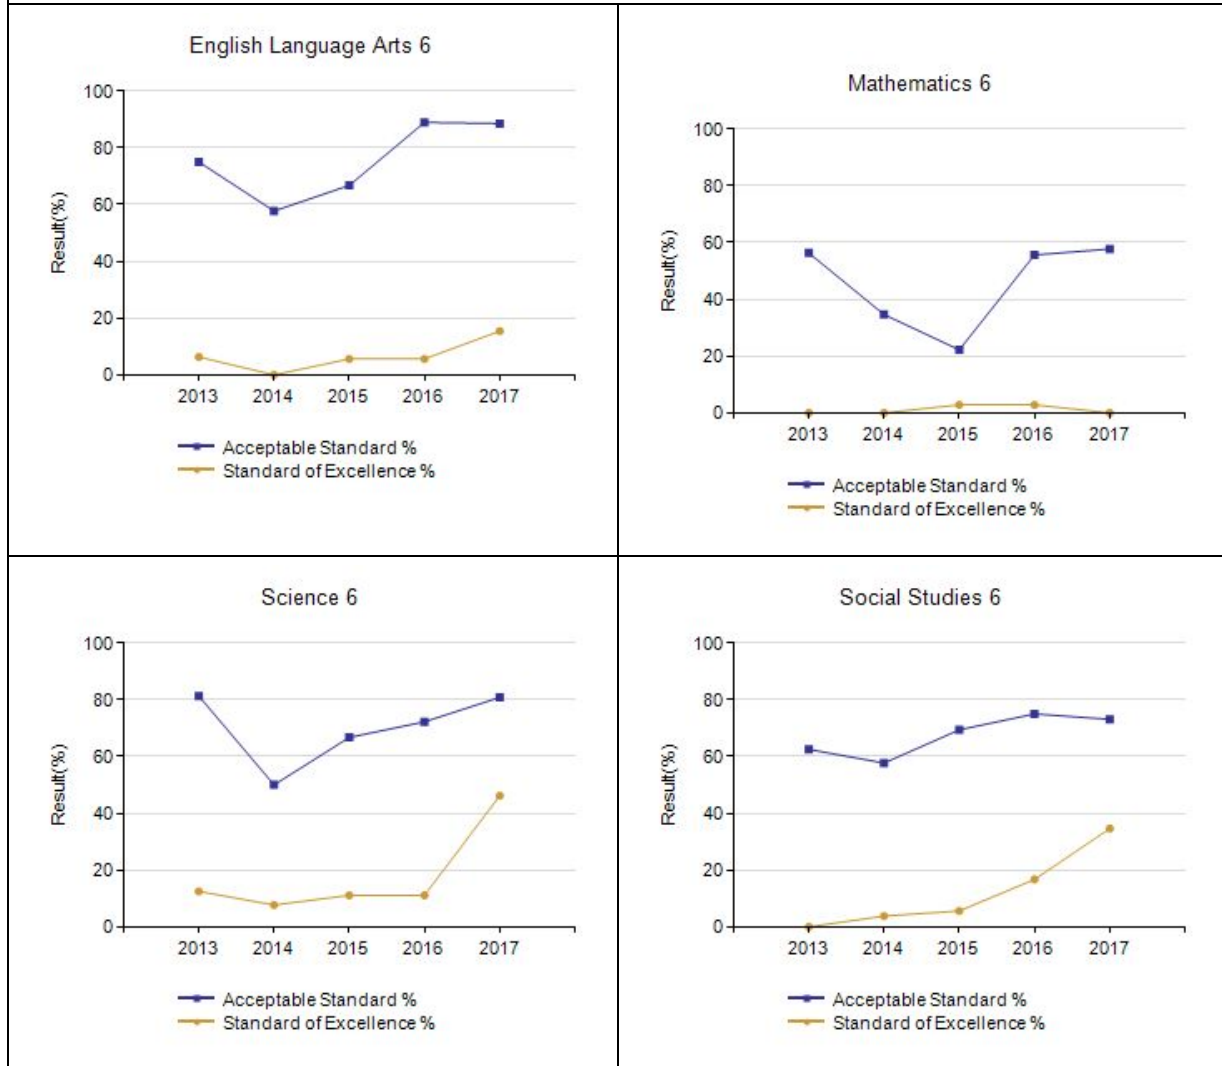 English Language Arts 6
100
80
60
40
20
0
Result(%)
2013 2014 2015 2016 2017
Acceptable Standard %
Standard of Excellence %
Mathematics 6
100
80
60
40
20
0
Result(%)
2013 2014 2015 2016 2017
Acceptable Standard %
Standard of Excellence %
Science 6
100
80
60
40
20
0
Result(%)
2013 2014 2015 2016 2017
Acceptable Standard %
Standard of Excellence %
Social Studies 6
100
80
60
40
20
0
Result(%)
2013 2014 2015 2016 2017
Acceptable Standard %
Standard of Excellence %